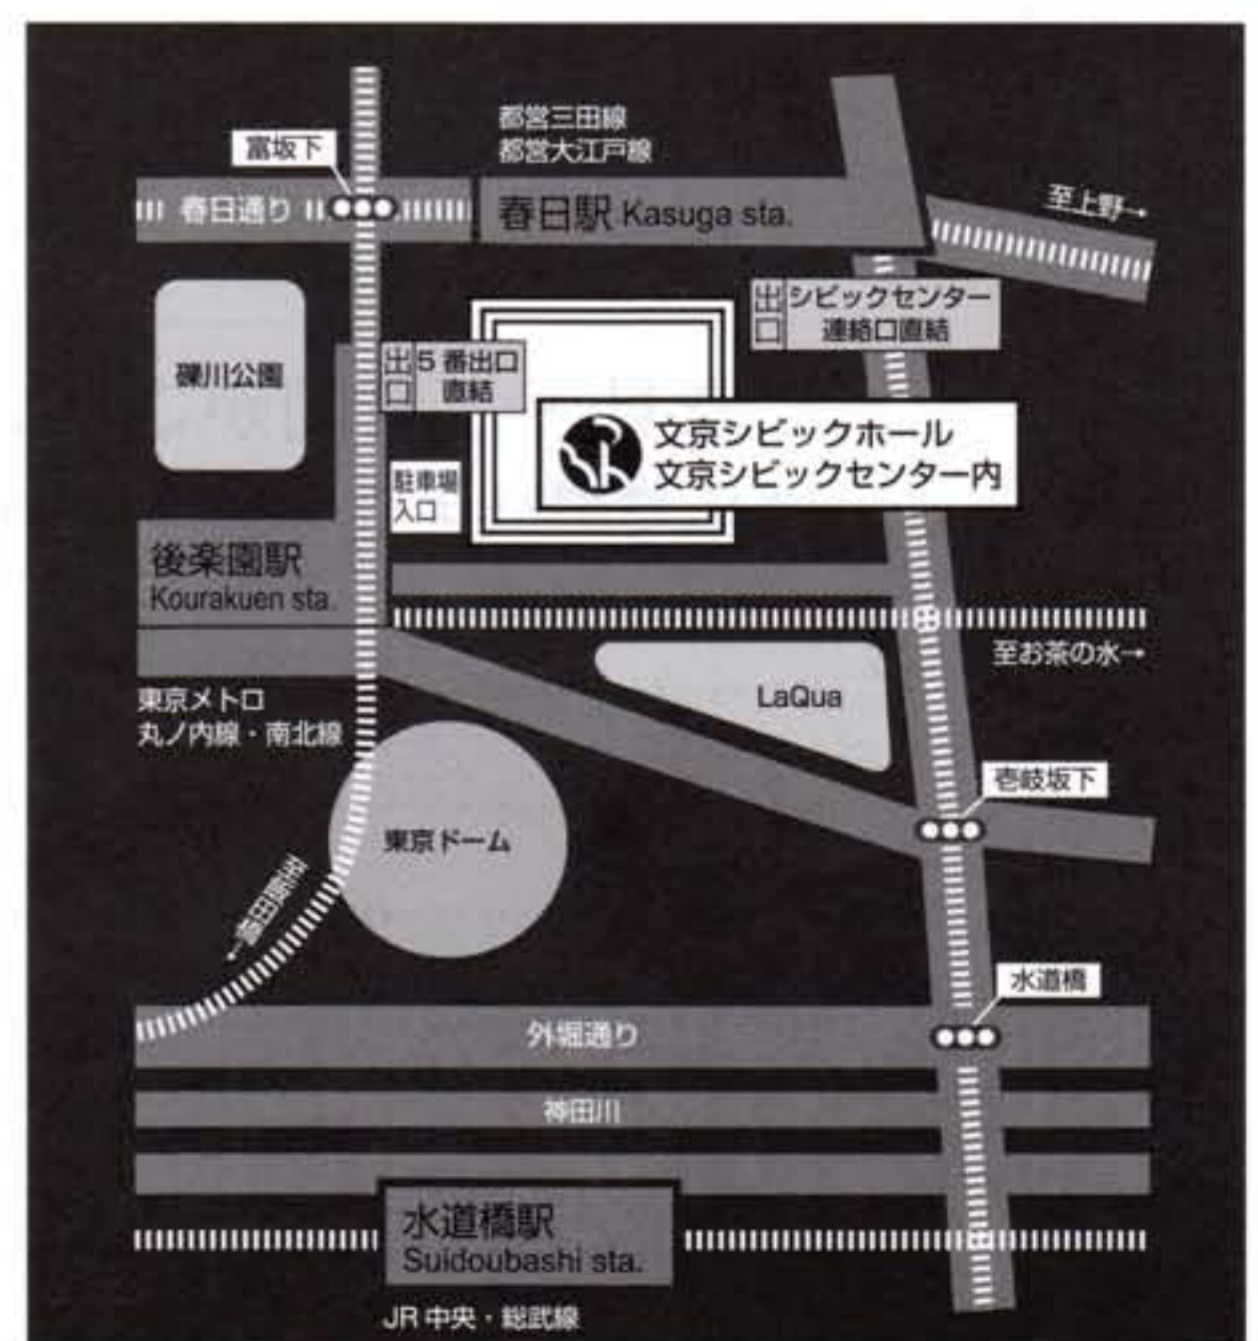 都営三田線
都営大江戸線
富坂下
春日通り
春日駅 Kasuga sta.
至上野→
出口
シビックセンター
連絡口直結
礫川公園
出口
5番出口
直結
文京シビックホール
文京シビックセンター内
駐車場
入口
後楽園駅
Kourakuen sta.
至お茶の水→
東京メトロ
丸ノ内線・南北線
LaQua
壱岐坂下
東京ドーム
至飯田橋→
水道橋
外堀通り
神田川
水道橋駅
Suidoubashi sta.
JR 中央・総武線